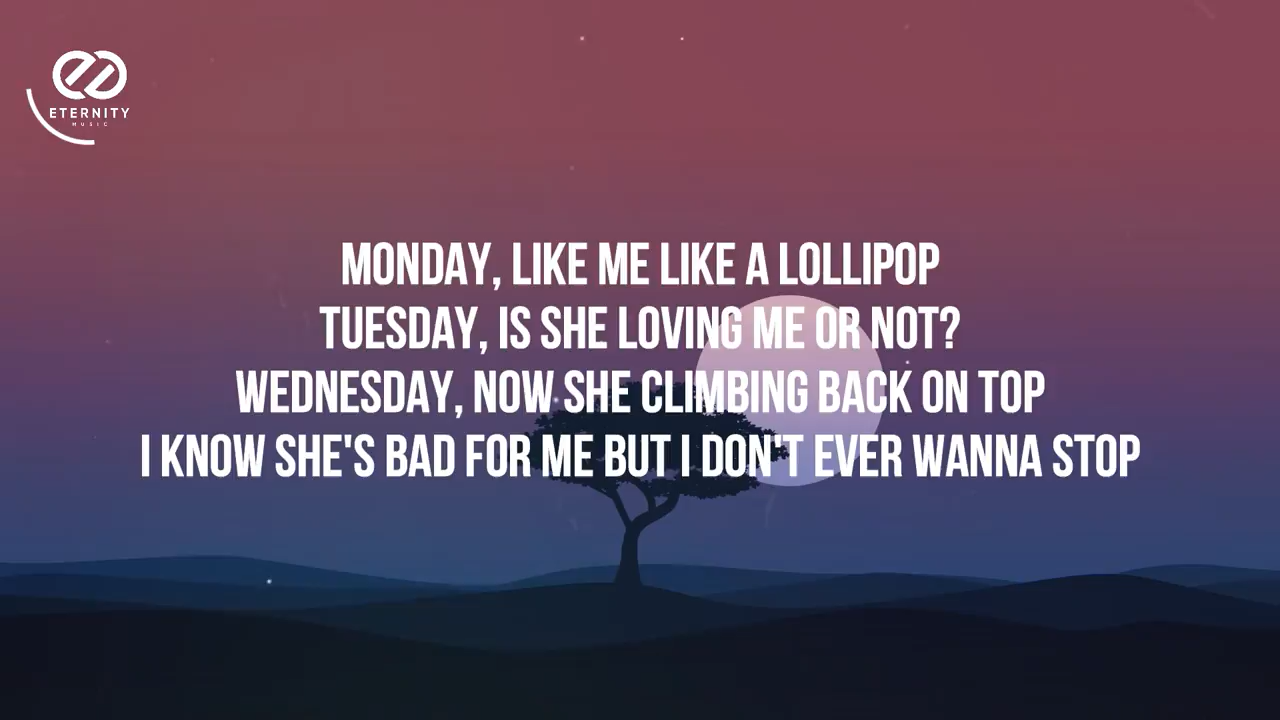 ETERNITY
MUSIC
MONDAY, LIKE ME LIKE A LOLLIPOP
TUESDAY, IS SHE LOVING ME OR NOT?
WEDNESDAY, NOW SHE CLIMBING BACK ON TOP
I KNOW SHE'S BAD FOR ME BUT I DON'T EVER WANNA STOP